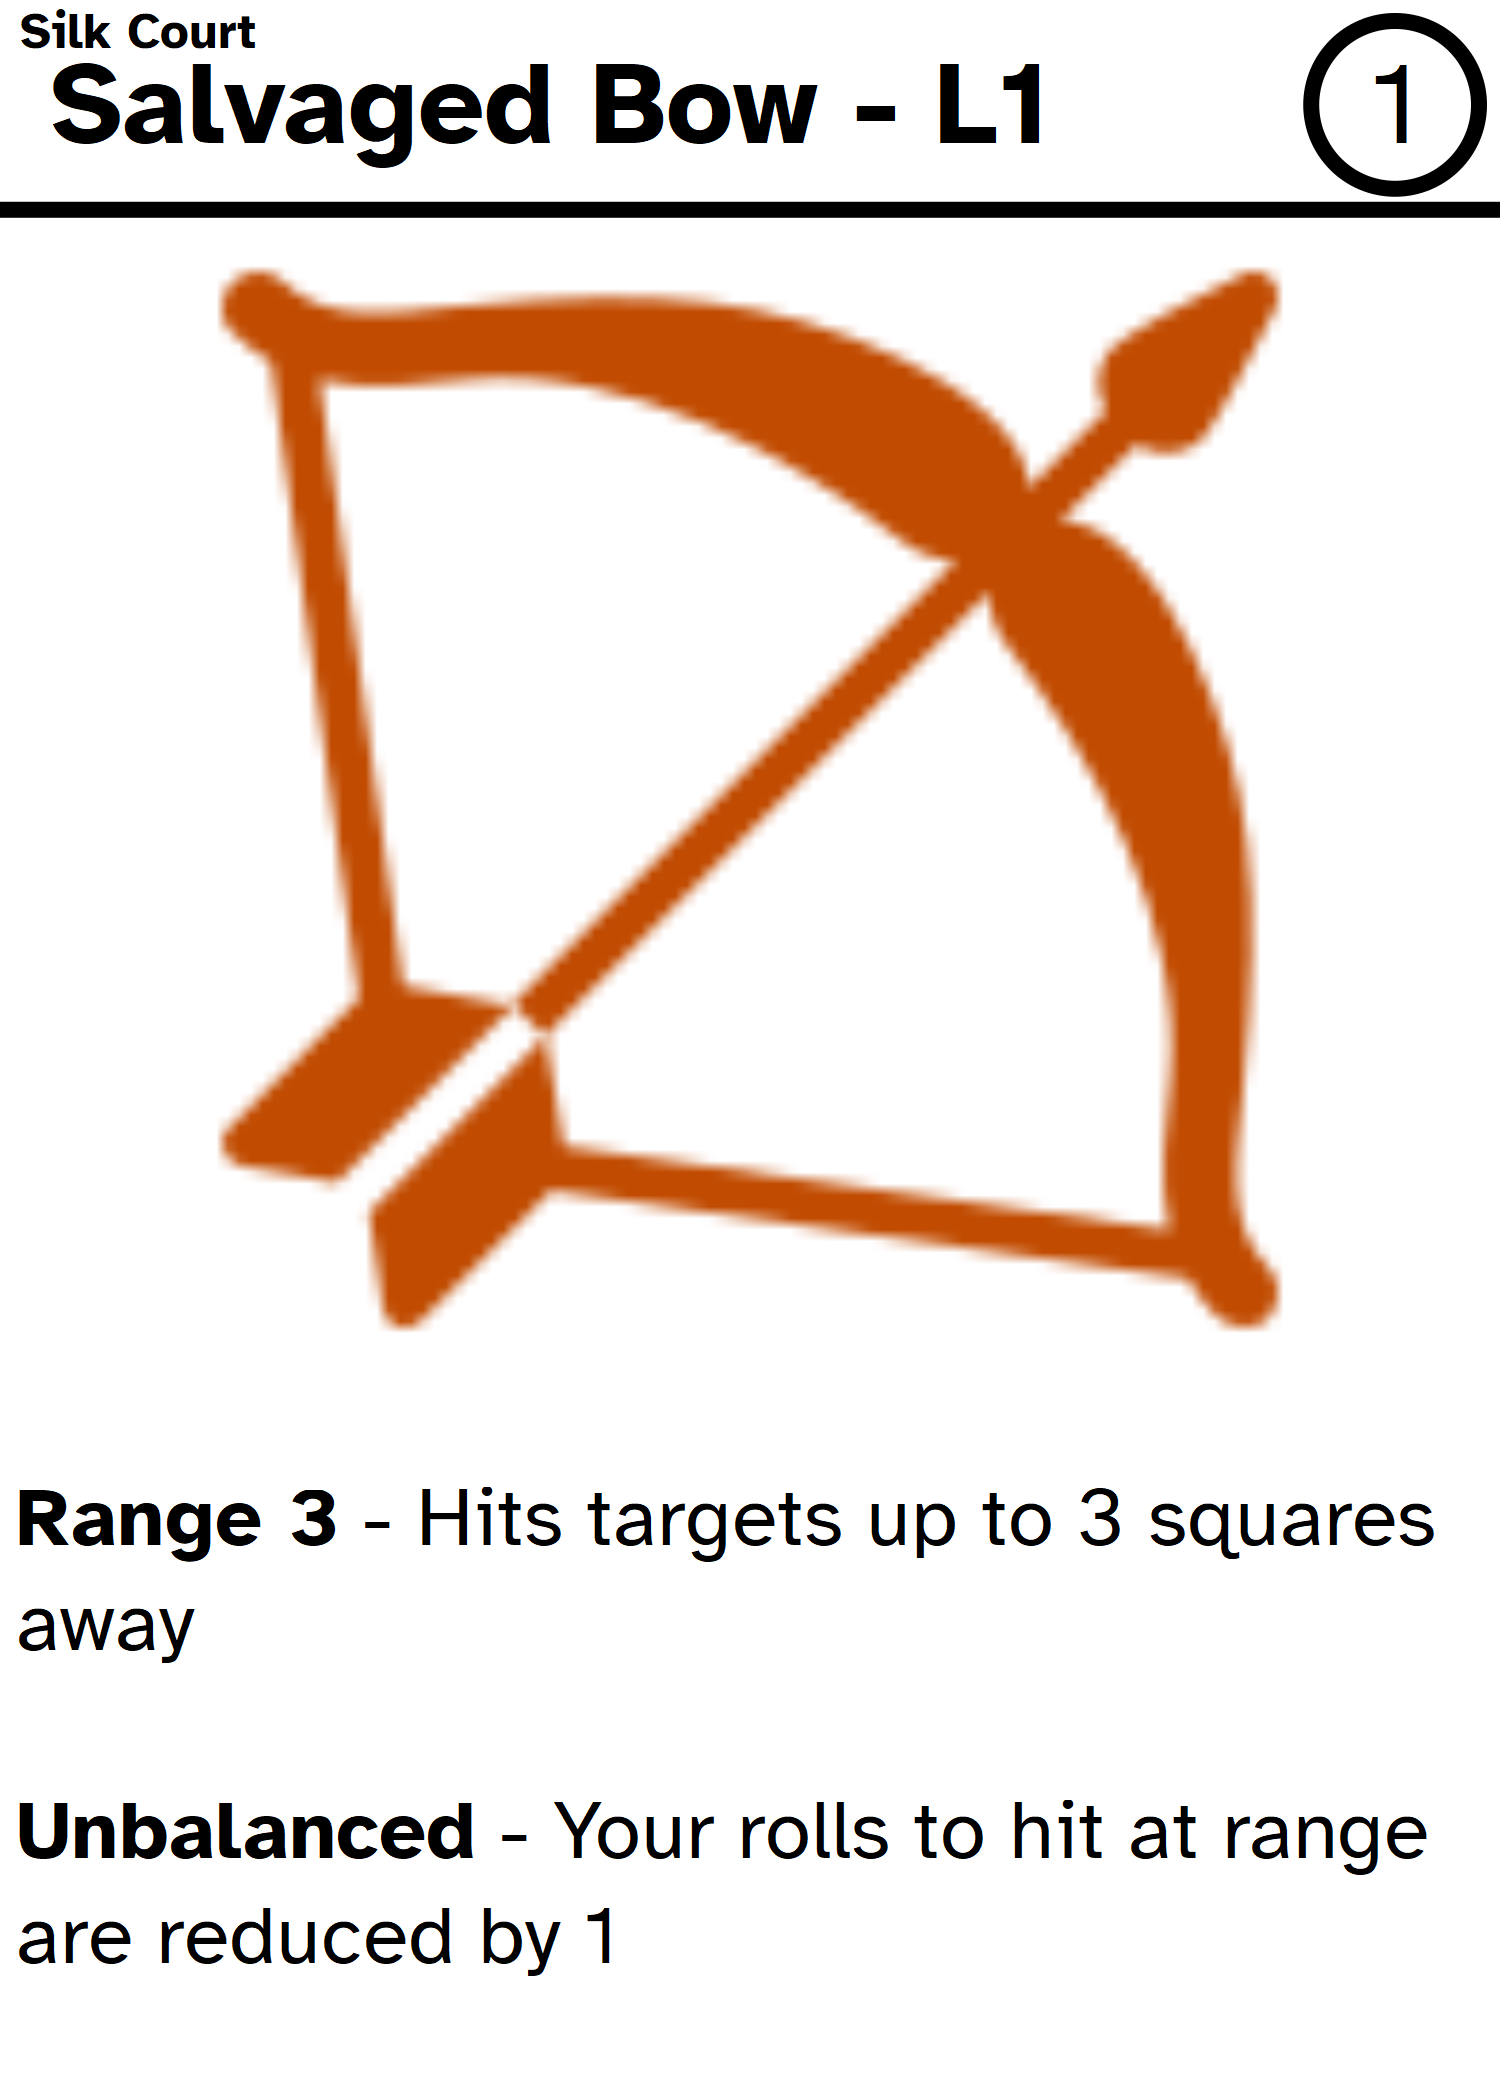 Silk Court
Salvaged Bow - L1
1
Range 3 - Hits targets up to 3 squares
away
Unbalanced - Your rolls to hit at range
are reduced by 1